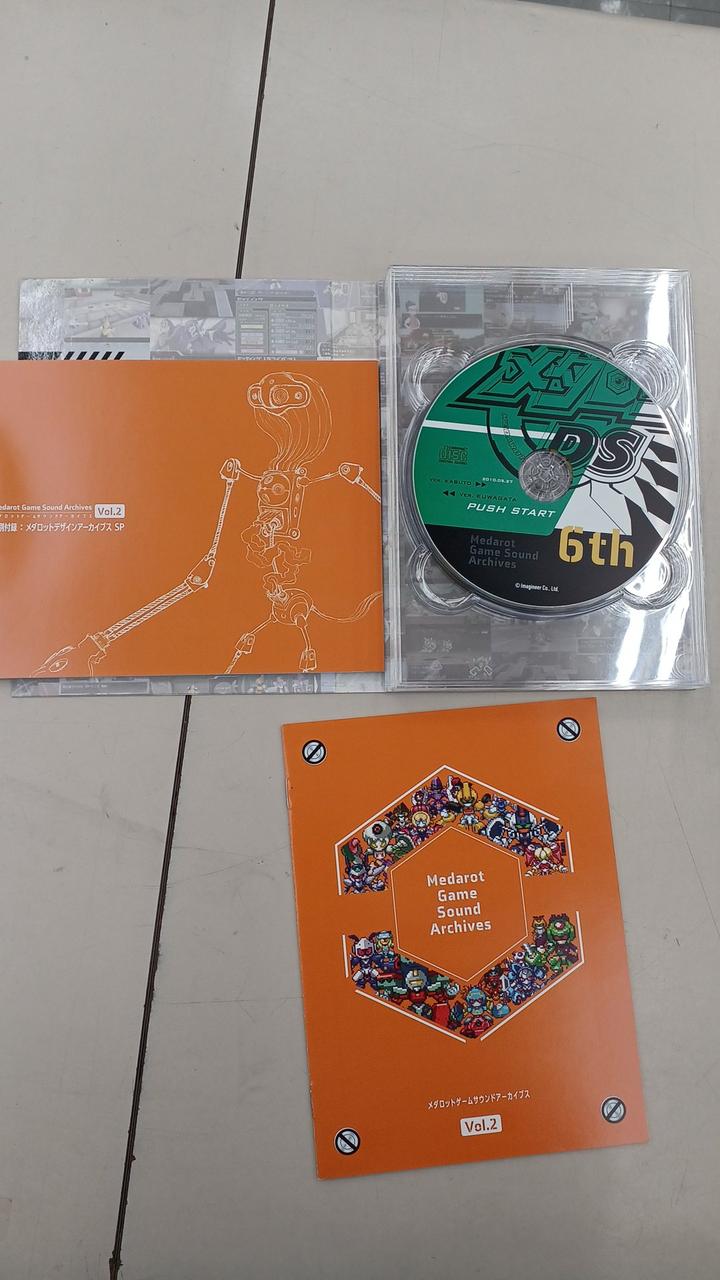 Medarot Game Sound Archives Vol.2
メダロットゲームサウンドアーカイブス
別付録：メダロットデザインアーカイブス SP
DS
2010.05.27
VER. KABUTO ▶▶
◀◀ VER. KUWAGATA
PUSH START
Medarot
Game Sound
Archives
6th
© Imagineer Co., Ltd.
Medarot
Game
Sound
Archives
メダロットゲームサウンドアーカイブス
Vol.2